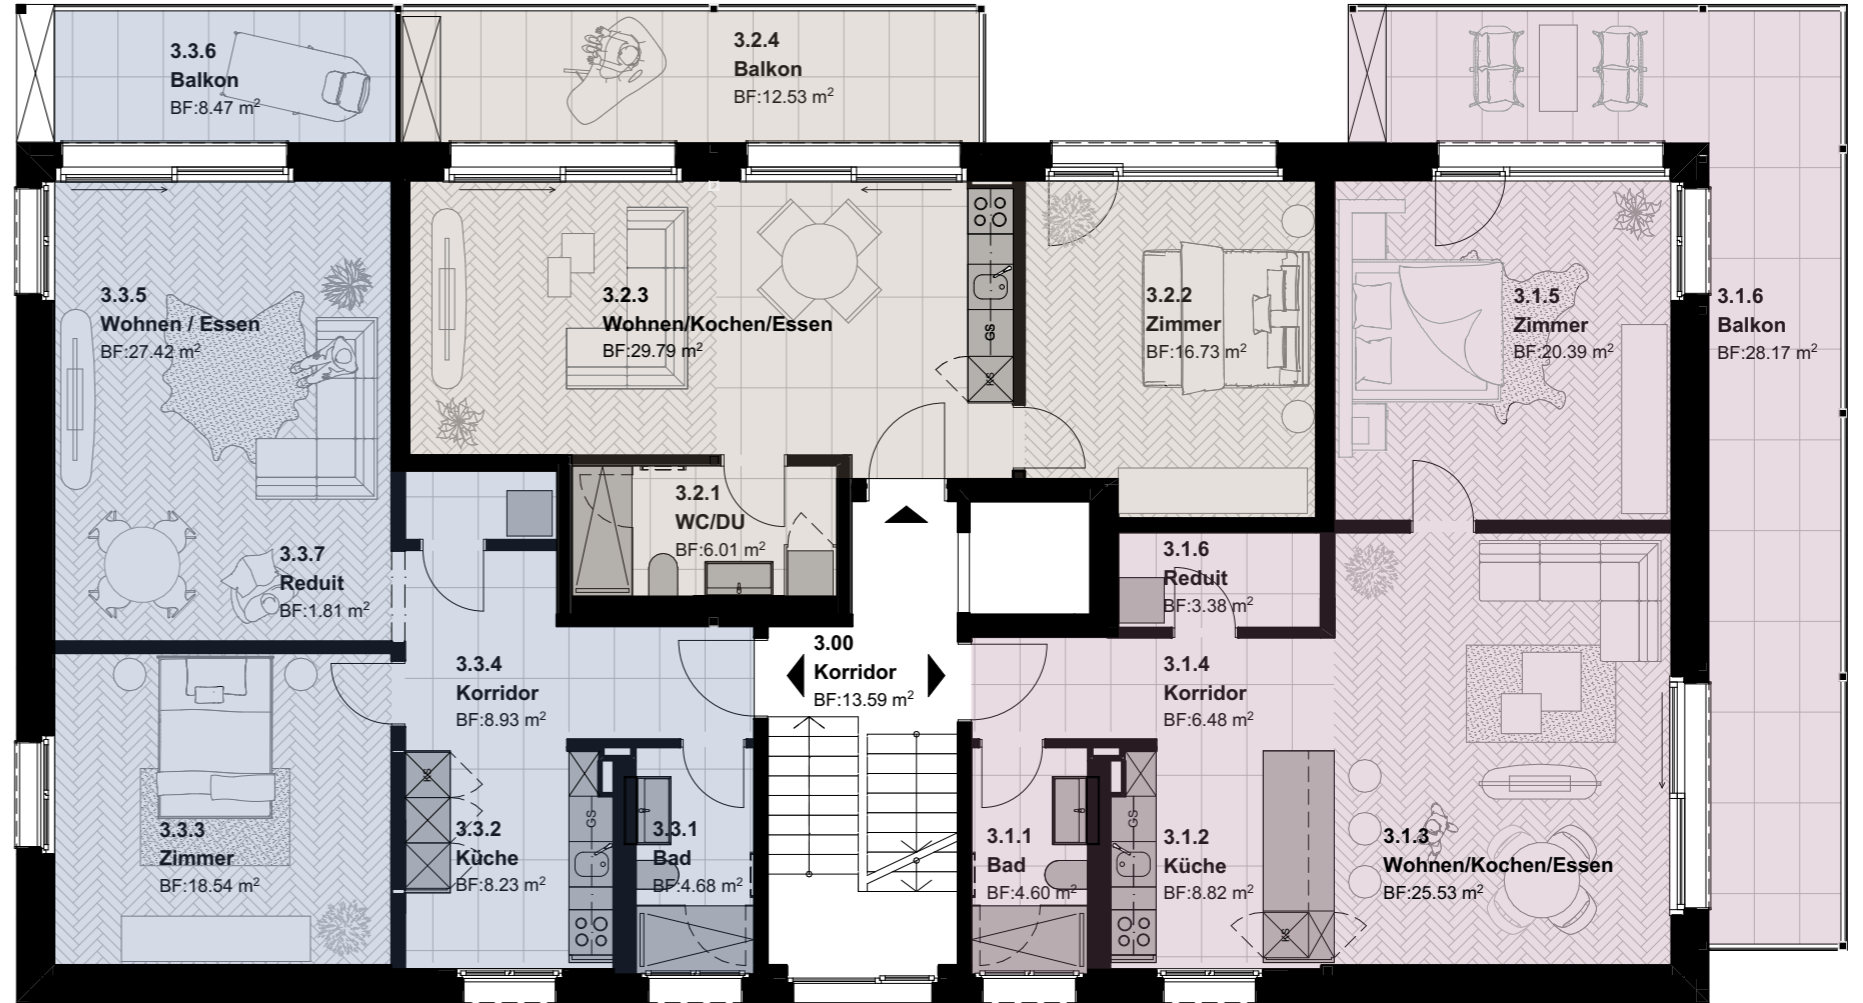 3.3.6
Balkon
BF:8.47 m²
3.2.4
Balkon
BF:12.53 m²
3.3.5
Wohnen / Essen
BF:27.42 m²
3.2.3
Wohnen/Kochen/Essen
BF:29.79 m²
GS
KS
3.2.2
Zimmer
BF:16.73 m²
3.1.5
Zimmer
BF:20.39 m²
3.1.6
Balkon
BF:28.17 m²
3.2.1
WC/DU
BF:6.01 m²
3.3.7
Reduit
BF:1.81 m²
3.1.6
Reduit
BF:3.38 m²
3.3.4
Korridor
BF:8.93 m²
3.00
Korridor
BF:13.59 m²
3.1.4
Korridor
BF:6.48 m²
3.3.3
Zimmer
BF:18.54 m²
KS
3.3.2
Küche
BF:8.23 m²
GS
3.3.1
Bad
BF:4.68 m²
3.1.1
Bad
BF:4.60 m²
GS
3.1.2
Küche
BF:8.82 m²
KS
3.1.3
Wohnen/Kochen/Essen
BF:25.53 m²